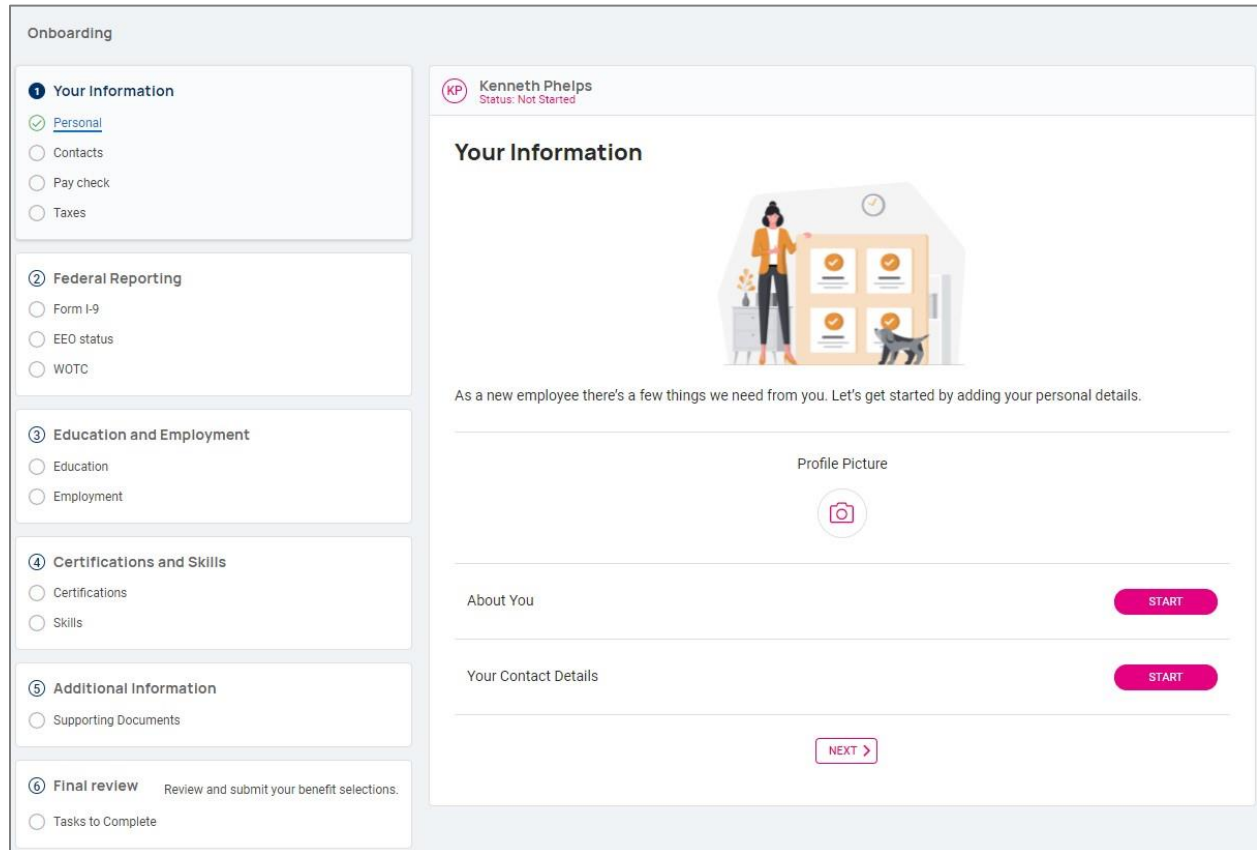 Onboarding
1 Your Information
Personal
Contacts
Pay check
Taxes
2 Federal Reporting
Form I-9
EEO status
WOTC
3 Education and Employment
Education
Employment
4 Certifications and Skills
Certifications
Skills
5 Additional Information
Supporting Documents
6 Final review Review and submit your benefit selections.
Tasks to Complete
KP Kenneth Phelps
Status: Not Started
Your Information
As a new employee there's a few things we need from you. Let's get started by adding your personal details.
Profile Picture
About You START
Your Contact Details START
NEXT